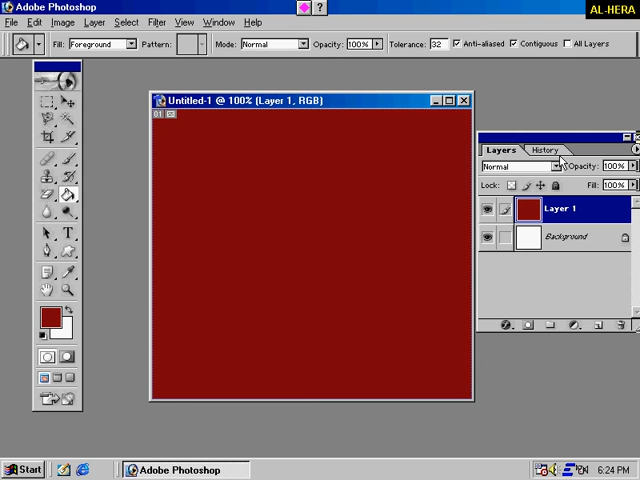 Adobe Photoshop
?
AL-HERA
File Edit Image Layer Select Filter View Window Help
Fill: Foreground Pattern: Mode: Normal Opacity: 100% Tolerance: 32 Anti-aliased Contiguous All Layers
Untitled-1 @ 100% (Layer 1, RGB)
01
Layers History
Normal Opacity: 100%
Lock: Fill: 100%
Layer 1
Background
T
Start Adobe Photoshop 6:24 PM